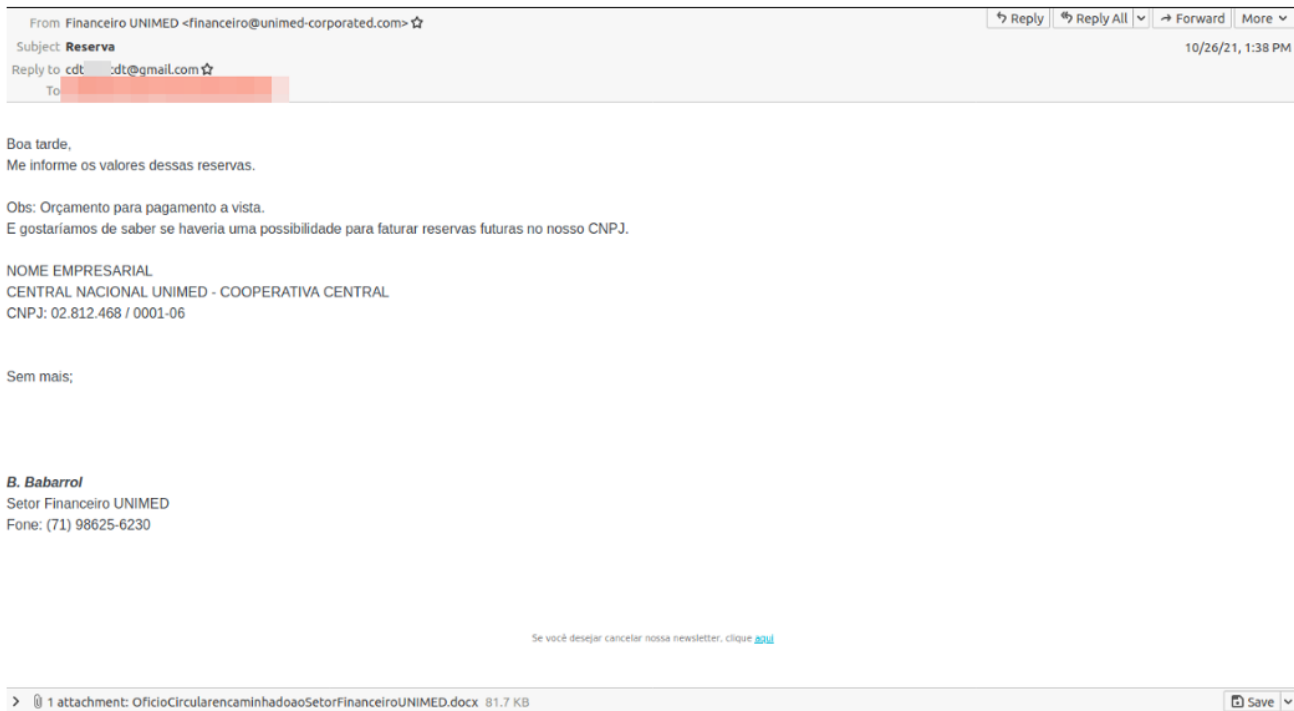 From Financeiro UNIMED <financeiro@unimed-corporated.com>
Reply Reply All Forward More
Subject Reserva
10/26/21, 1:38 PM
Reply to cdt cdt@gmail.com
To
Boa tarde,
Me informe os valores dessas reservas.
Obs: Orçamento para pagamento a vista.
E gostaríamos de saber se haveria uma possibilidade para faturar reservas futuras no nosso CNPJ.
NOME EMPRESARIAL
CENTRAL NACIONAL UNIMED - COOPERATIVA CENTRAL
CNPJ: 02.812.468 / 0001-06
Sem mais;
B. Babarrol
Setor Financeiro UNIMED
Fone: (71) 98625-6230
Se você desejar cancelar nossa newsletter, clique aqui
1 attachment: OficioCircularencaminhadoaoSetorFinanceiroUNIMED.docx 81.7 KB
Save